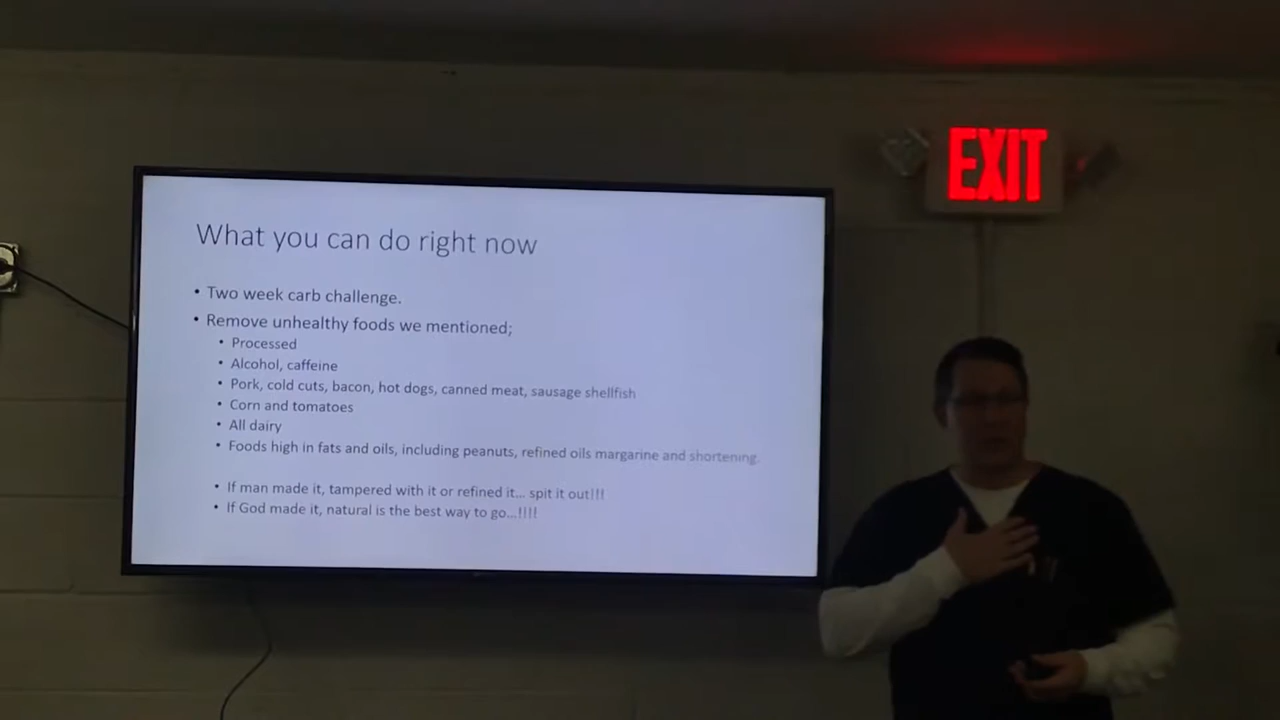 EXIT
What you can do right now
• Two week carb challenge.
• Remove unhealthy foods we mentioned;
• Processed
• Alcohol, caffeine
• Pork, cold cuts, bacon, hot dogs, canned meat, sausage shellfish
• Corn and tomatoes
• All dairy
• Foods high in fats and oils, including peanuts, refined oils margarine and shortening.
• If man made it, tampered with it or refined it... spit it out!!!
• If God made it, natural is the best way to go...!!!!